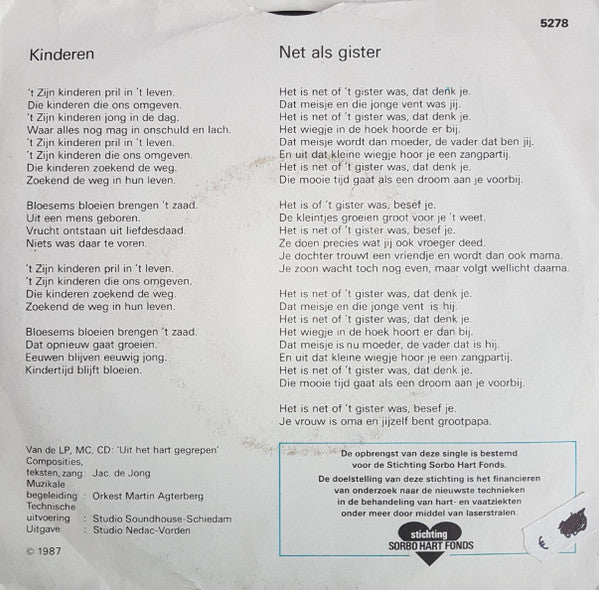 5278
Kinderen
't Zijn kinderen pril in 't leven.
Die kinderen die ons omgeven.
't Zijn kinderen jong in de dag.
Waar alles nog mag in onschuld en lach.
't Zijn kinderen pril in 't leven.
't Zijn kinderen die ons omgeven.
Die kinderen zoekend de weg.
Zoekend de weg in hun leven.
Bloesems bloeien brengen 't zaad.
Uit een mens geboren.
Vrucht ontstaan uit liefdesdaad.
Niets was daar te voren.
't Zijn kinderen pril in 't leven.
't Zijn kinderen die ons omgeven.
Die kinderen zoekend de weg.
Zoekend de weg in hun leven.
Bloesems bloeien brengen 't zaad.
Dat opnieuw gaat groeien.
Eeuwen blijven eeuwig jong.
Kindertijd blijft bloeien.
Van de LP, MC, CD: 'Uit het hart gegrepen'
Composities,
teksten, zang : Jac. de Jong
Muzikale
begeleiding : Orkest Martin Agterberg
Technische
uitvoering : Studio Soundhouse-Schiedam
Uitgave : Studio Nedac-Vorden
© 1987
Net als gister
Het is net of 't gister was, dat denk je.
Dat meisje en die jonge vent was jij.
Het is net of 't gister was, dat denk je.
Het wiegje in de hoek hoorde er bij.
Dat meisje wordt dan moeder, de vader dat ben jij.
En uit dat kleine wiegje hoor je een zangpartij.
Het is net of 't gister was, dat denk je.
Die mooie tijd gaat als een droom aan je voorbij.
Het is of 't gister was, besef je.
De kleintjes groeien groot voor je 't weet.
Het is net of 't gister was, besef je.
Ze doen precies wat jij ook vroeger deed.
Je dochter trouwt een vriendje en wordt dan ook mama.
Je zoon wacht toch nog even, maar volgt wellicht daarna.
Het is net of 't gister was, dat denk je.
Dat meisje en die jonge vent is hij.
Het is net of 't gister was, dat denk je.
Het wiegje in de hoek hoort er dan bij.
Dat meisje is nu moeder, de vader dat is hij.
En uit dat kleine wiegje hoor je een zangpartij.
Het is net of 't gister was, dat denk je.
Die mooie tijd gaat als een droom aan je voorbij.
Het is net of 't gister was, besef je.
Je vrouw is oma en jijzelf bent grootpapa.
De opbrengst van deze single is bestemd
voor de Stichting Sorbo Hart Fonds.
De doelstelling van deze stichting is het financieren
van onderzoek naar de nieuwste technieken
in de behandeling van hart- en vaatziekten
onder meer door middel van laserstralen.
stichting
SORBO HART FONDS
€